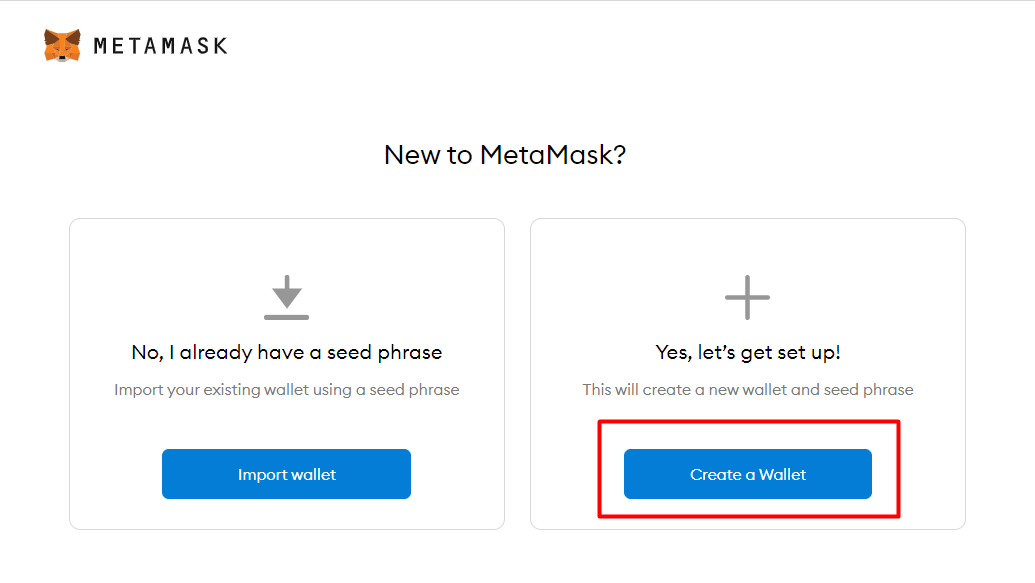 METAMASK
New to MetaMask?
No, I already have a seed phrase
Import your existing wallet using a seed phrase
Import wallet
Yes, let’s get set up!
This will create a new wallet and seed phrase
Create a Wallet